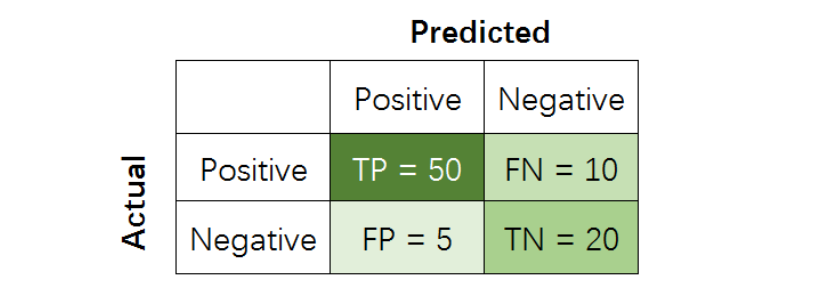 Predicted
Positive Negative
Actual
Positive TP = 50 FN = 10
Negative FP = 5 TN = 20